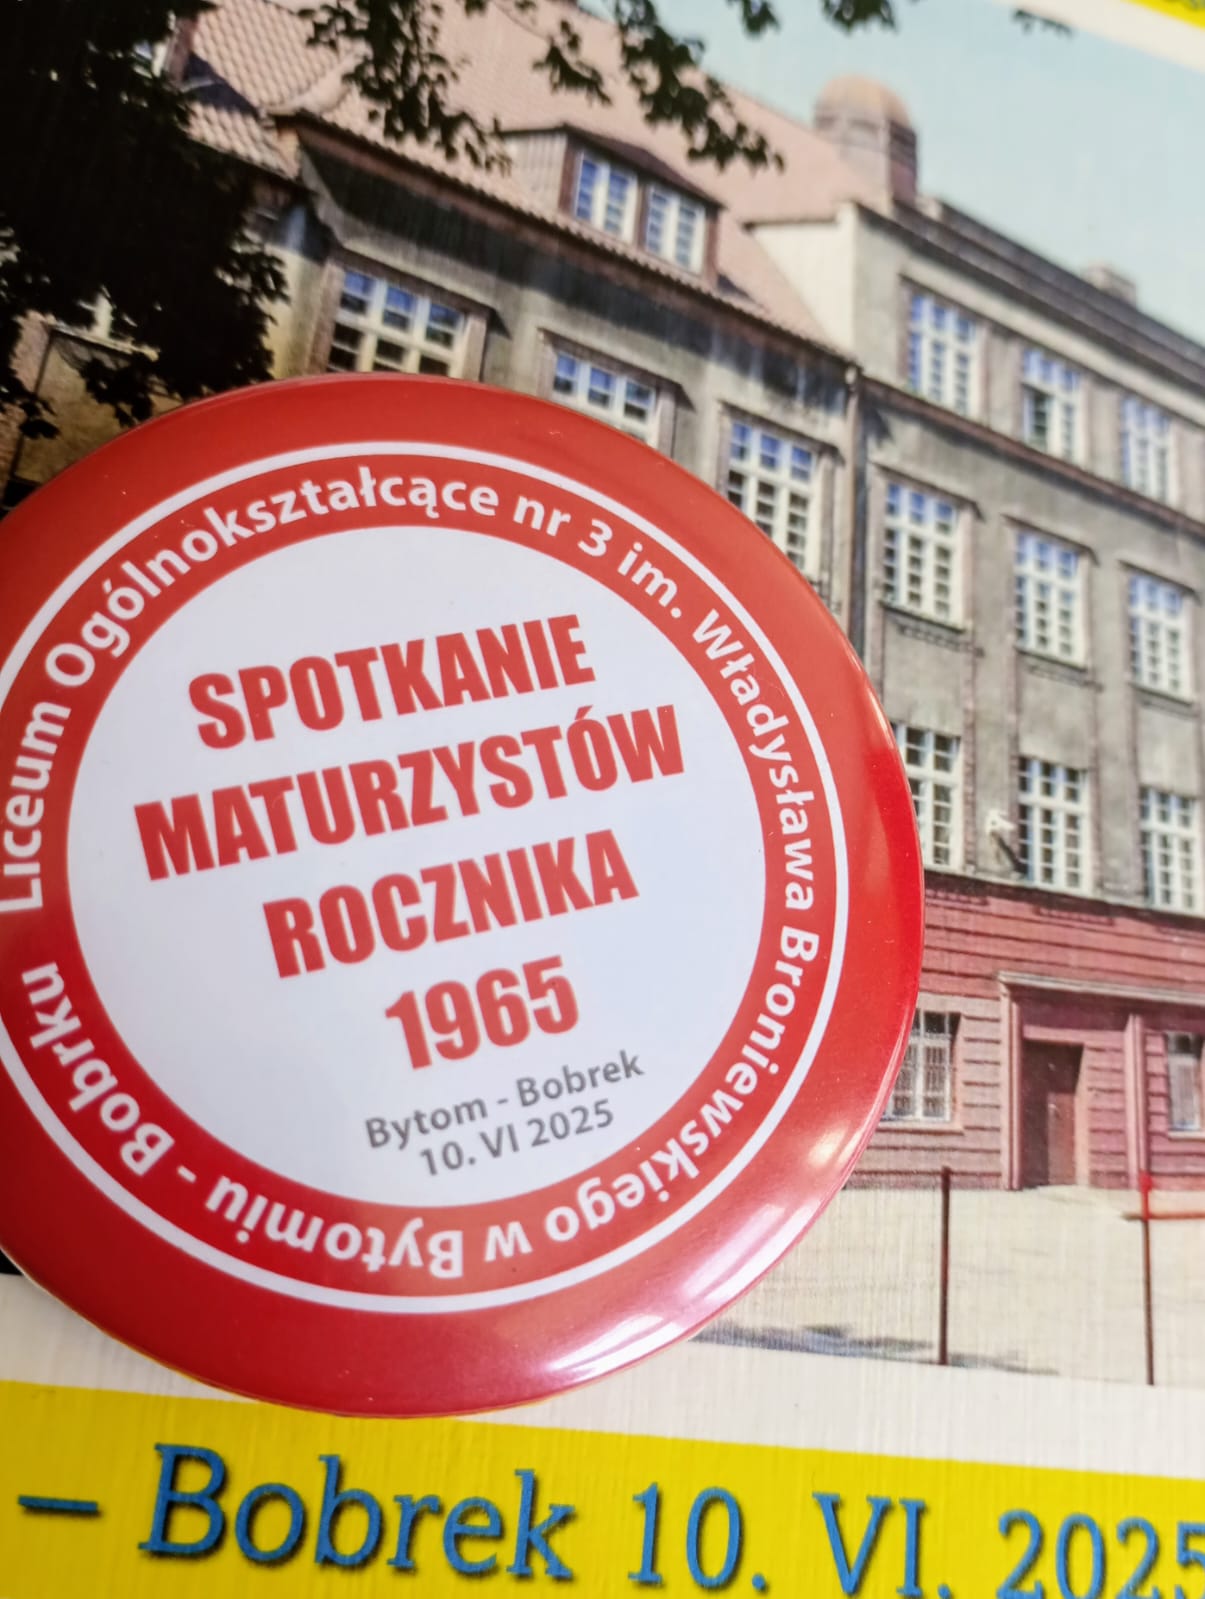 Liceum Ogólnokształcące nr 3 im. Władysława Broniewskiego w Bytomiu - Bobrku
SPOTKANIE
MATURZYSTÓW
ROCZNIKA
1965
Bytom - Bobrek
10. VI 2025
– Bobrek 10. VI. 2025